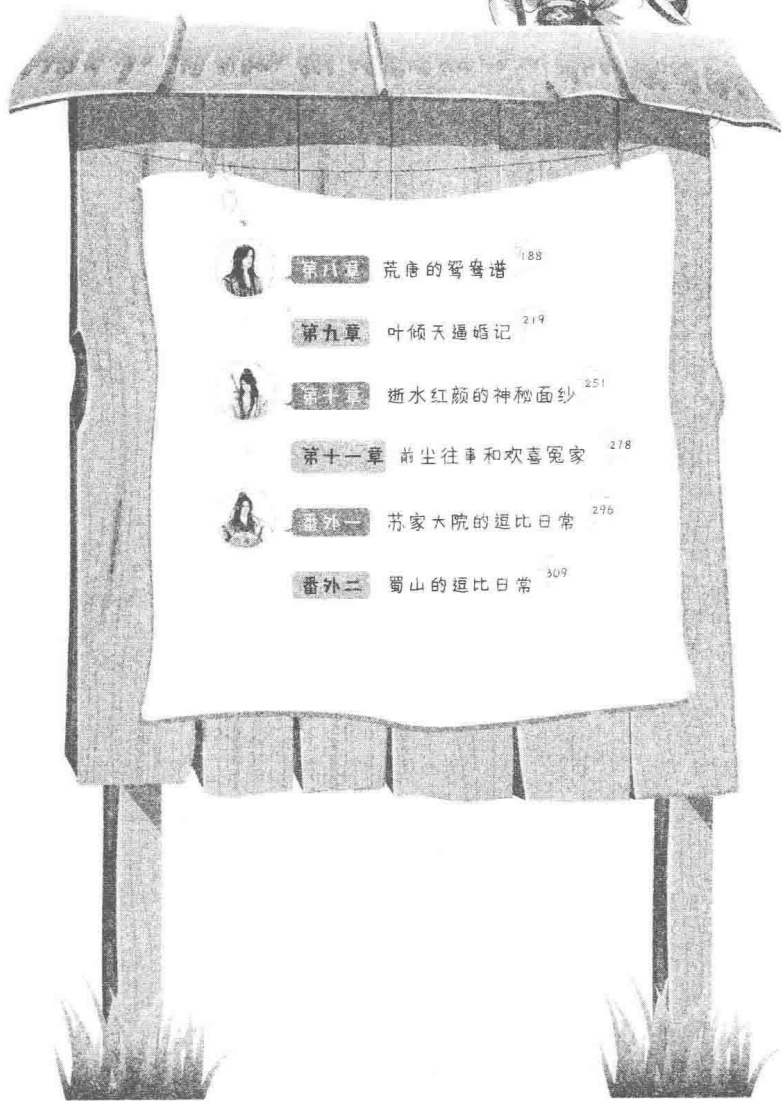 第八章 荒唐的鸳鸯谱 188
第九章 叶倾天逼婚记 219
第十章 逝水红颜的神秘面纱 251
第十一章 前尘往事和欢喜冤家 278
番外一 苏家大院的逗比日常 296
番外二 蜀山的逗比日常 309